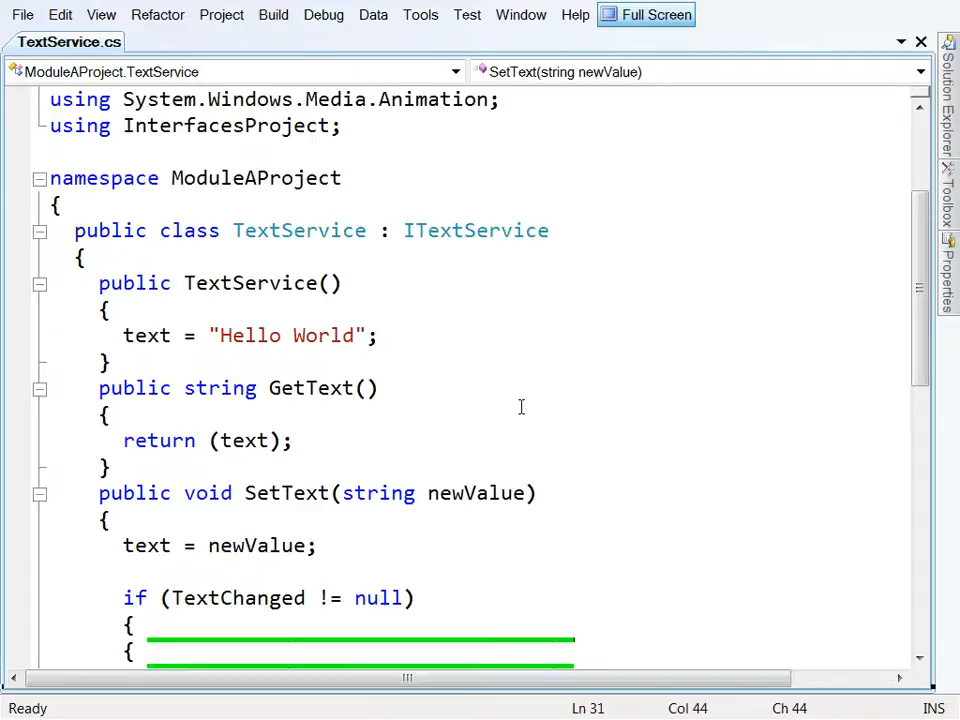 File Edit View Refactor Project Build Debug Data Tools Test Window Help Full Screen
TextService.cs
ModuleAProject.TextService SetText(string newValue)
using System.Windows.Media.Animation;
using InterfacesProject;
namespace ModuleAProject
{
public class TextService : ITextService
{
public TextService()
{
text = "Hello World";
}
public string GetText()
{
return (text);
}
public void SetText(string newValue)
{
text = newValue;
if (TextChanged != null)
{
{
Solution Explorer
Toolbox
Properties
Ready Ln 31 Col 44 Ch 44 INS